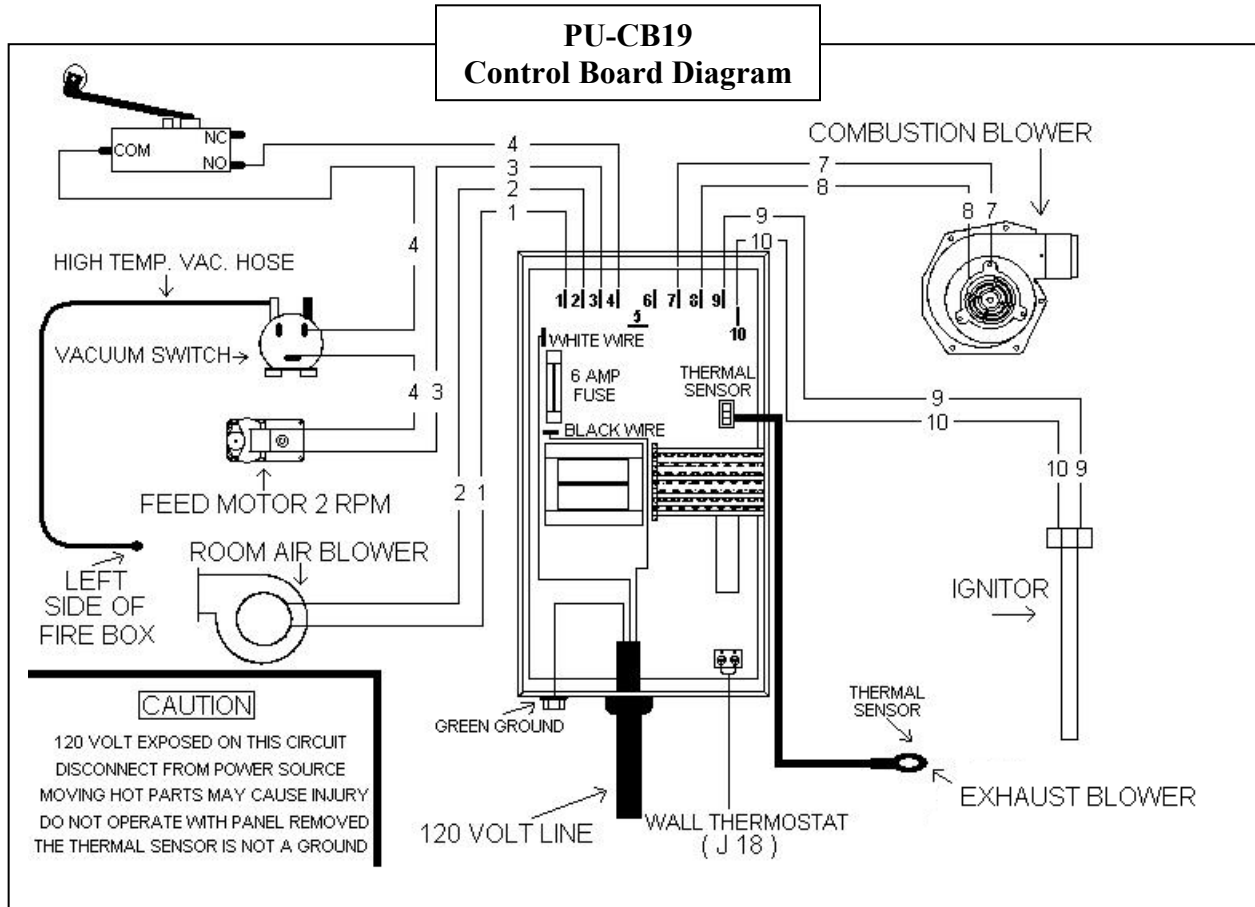 PU-CB19
Control Board Diagram
NC
COM
NO
4
3
2
1
4
HIGH TEMP. VAC. HOSE
VACUUM SWITCH
4 3
FEED MOTOR 2 RPM
2 1
ROOM AIR BLOWER
LEFT
SIDE OF
FIRE BOX
COMBUSTION BLOWER
7
8
8 7
9
10
1 2 3 4 6 7 8 9
5
10
WHITE WIRE
6 AMP
FUSE
BLACK WIRE
THERMAL
SENSOR
9
10
10 9
IGNITOR
GREEN GROUND
120 VOLT LINE
WALL THERMOSTAT
( J 18 )
THERMAL
SENSOR
EXHAUST BLOWER
CAUTION
120 VOLT EXPOSED ON THIS CIRCUIT
DISCONNECT FROM POWER SOURCE
MOVING HOT PARTS MAY CAUSE INJURY
DO NOT OPERATE WITH PANEL REMOVED
THE THERMAL SENSOR IS NOT A GROUND